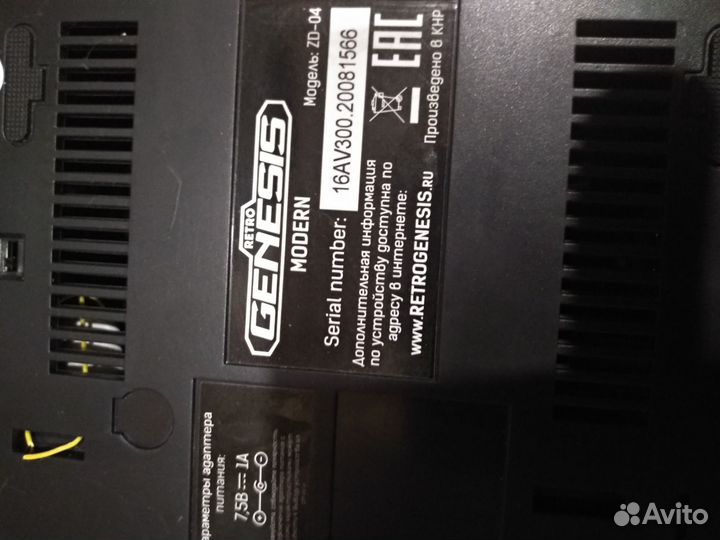 RETRO
GENESIS
MODERN
Модель: ZD-04
Serial number: 16AV300.20081566
Дополнительная информация
по устройству доступна по
адресу в интернете:
www.RETROGENESIS.RU
EAC
Произведено в КНР
араметры адаптера
питания:
7,5В 1А
Avito